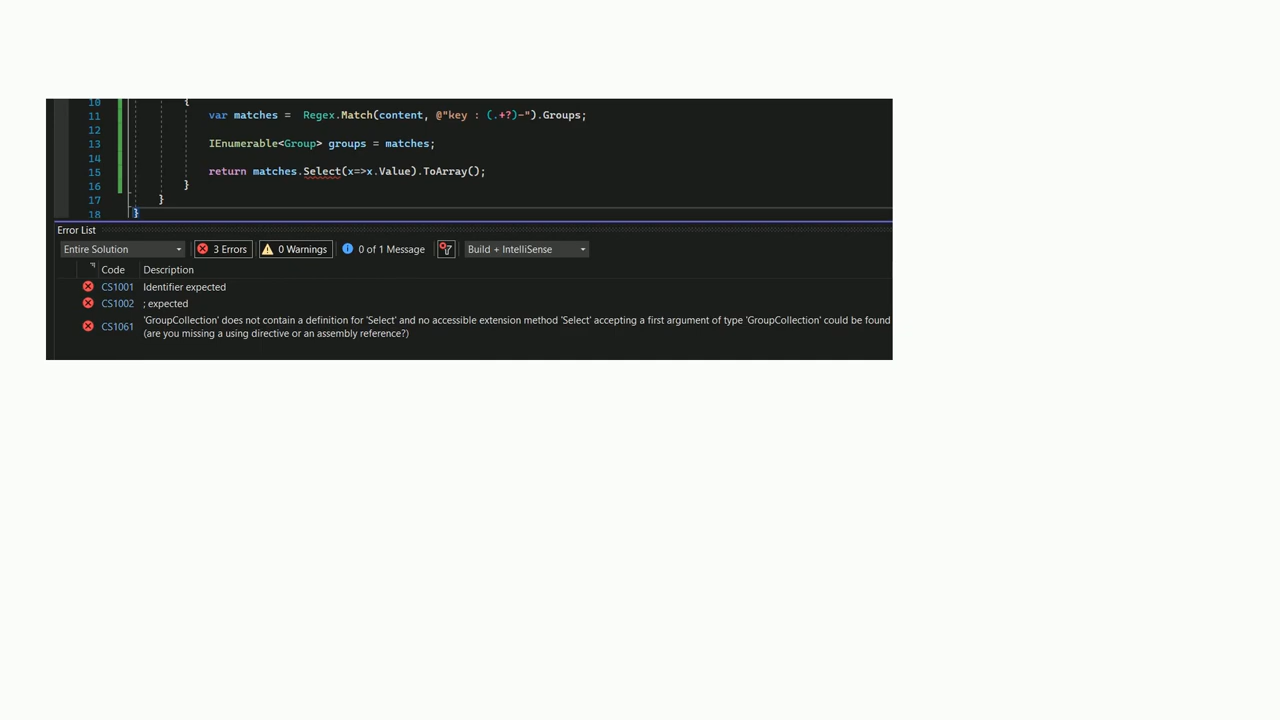 10 {
11 var matches =  Regex.Match(content, @"key : (.+?)-").Groups;
12
13 IEnumerable<Group> groups = matches;
14
15 return matches.Select(x=>x.Value).ToArray();
16 }
17 }
18 }
Error List
Entire Solution 3 Errors 0 Warnings 0 of 1 Message Build + IntelliSense
Code Description
CS1001 Identifier expected
CS1002 ; expected
CS1061 'GroupCollection' does not contain a definition for 'Select' and no accessible extension method 'Select' accepting a first argument of type 'GroupCollection' could be found
(are you missing a using directive or an assembly reference?)